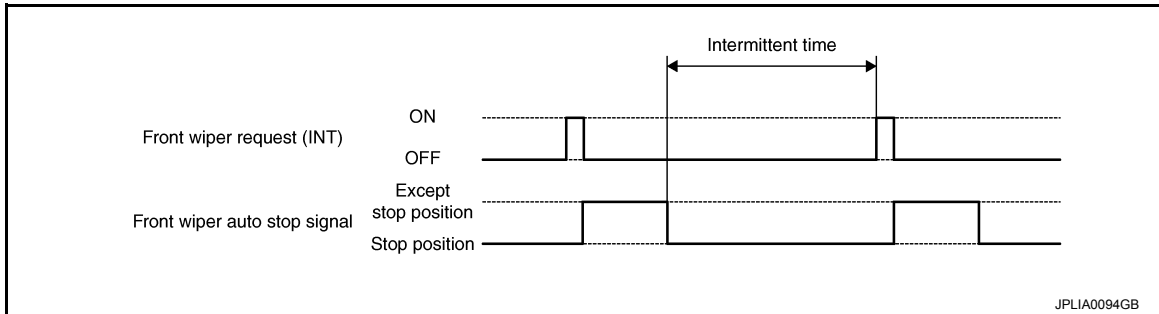 Intermittent time
ON
Front wiper request (INT)
OFF
Except
stop position
Front wiper auto stop signal
Stop position
JPLIA0094GB